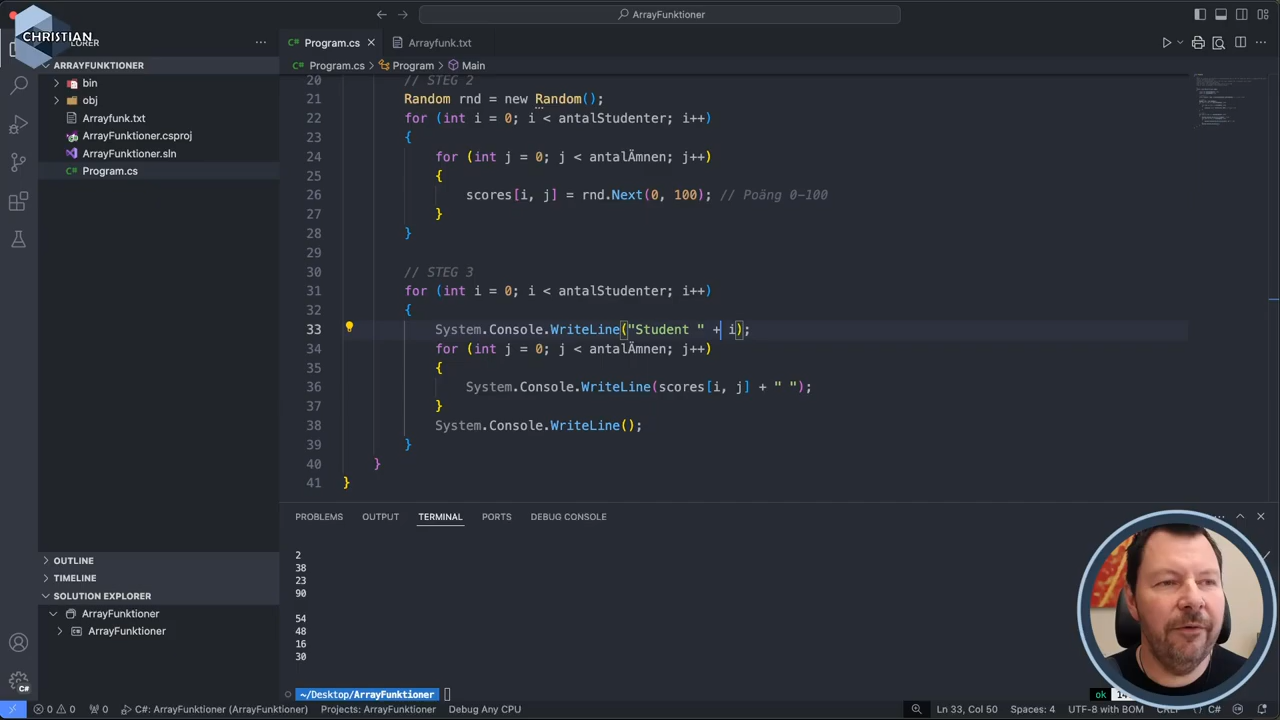 ArrayFunktioner
CHRISTIAN
LORER
Program.cs
Arrayfunk.txt
ARRAYFUNKTIONER
Program.cs > Program > Main
bin
obj
Arrayfunk.txt
ArrayFunktioner.csproj
ArrayFunktioner.sln
Program.cs
20 // STEG 2
21 Random rnd = new Random();
22 for (int i = 0; i < antalStudenter; i++)
23 {
24 for (int j = 0; j < antalÄmnen; j++)
25 {
26 scores[i, j] = rnd.Next(0, 100); // Poäng 0-100
27 }
28 }
29
30 // STEG 3
31 for (int i = 0; i < antalStudenter; i++)
32 {
33 System.Console.WriteLine("Student " + i);
34 for (int j = 0; j < antalÄmnen; j++)
35 {
36 System.Console.WriteLine(scores[i, j] + " ");
37 }
38 System.Console.WriteLine();
39 }
40 }
41 }
OUTLINE
TIMELINE
SOLUTION EXPLORER
ArrayFunktioner
ArrayFunktioner
PROBLEMS OUTPUT TERMINAL PORTS DEBUG CONSOLE
2
38
23
90
54
48
16
30
~/Desktop/ArrayFunktioner
ok
0 0 0 C#: ArrayFunktioner (ArrayFunktioner) Projects: ArrayFunktioner Debug Any CPU Ln 33, Col 50 Spaces: 4 UTF-8 with BOM CRLF C#